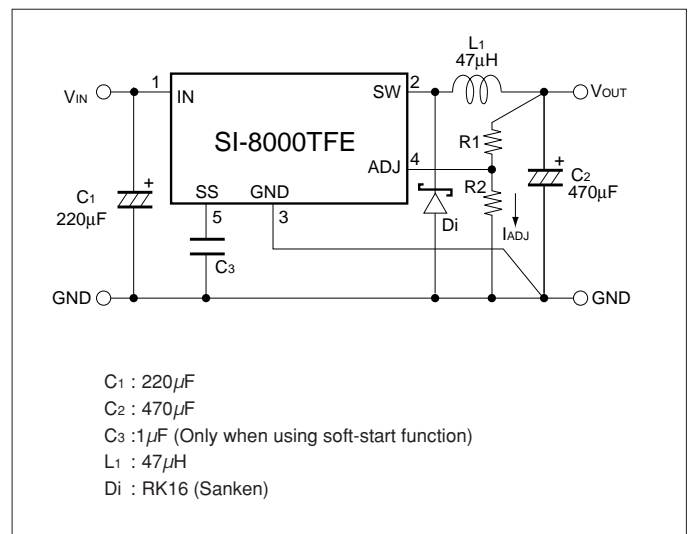 L1
47μH
VIN
1
IN
SW
2
VOUT
SI-8000TFE
R1
ADJ
4
C1
220μF
+
SS
GND
5
3
C3
Di
R2
IADJ
+
C2
470μF
GND
GND
C1 : 220μF
C2 : 470μF
C3 :1μF (Only when using soft-start function)
L1 : 47μH
Di : RK16 (Sanken)